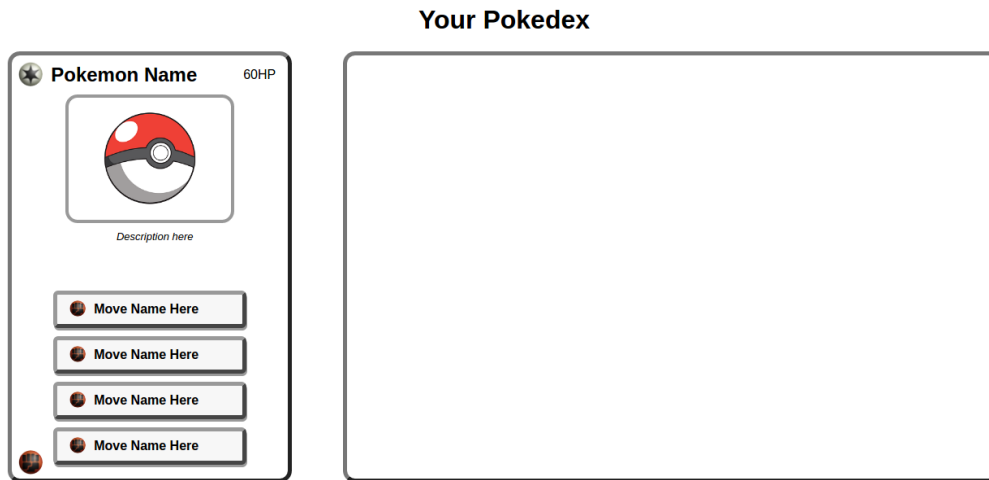 Your Pokedex
Pokemon Name
60HP
Description here
Move Name Here
Move Name Here
Move Name Here
Move Name Here